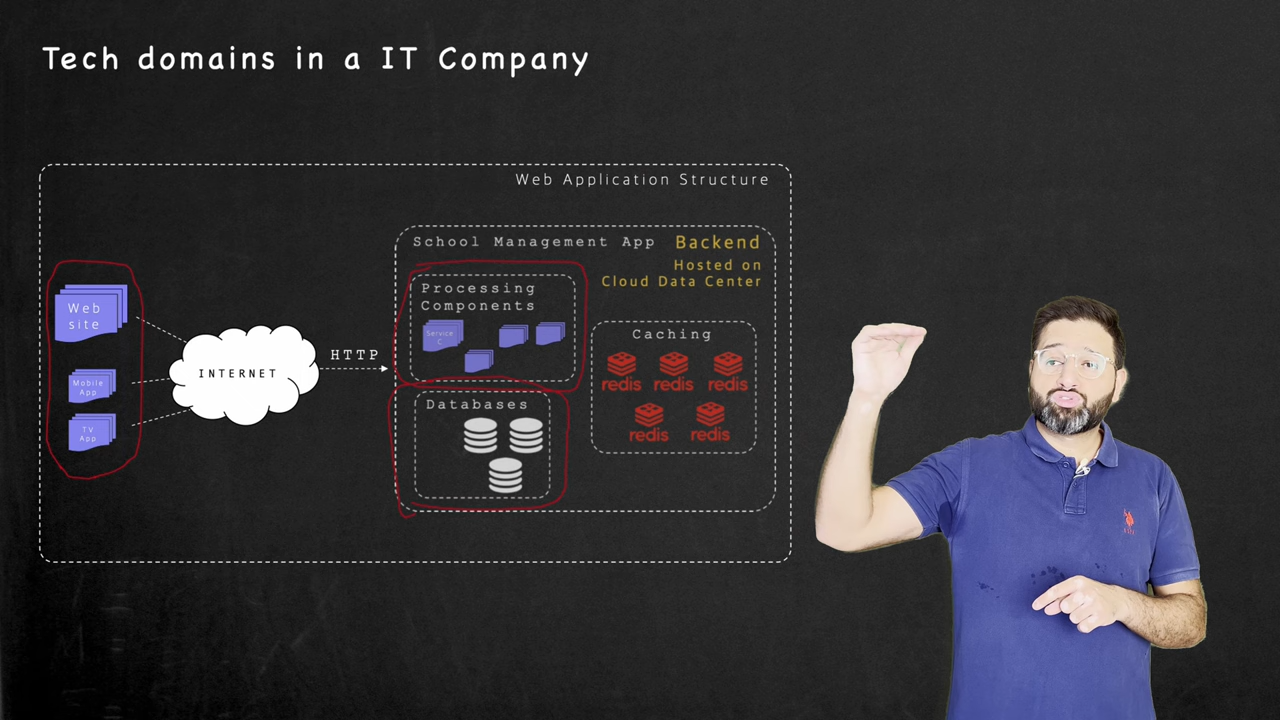 Tech domains in a IT Company
Web Application Structure
School Management App
Backend
Hosted on
Cloud Data Center
Web
site
Mobile
App
TV
App
INTERNET
HTTP
Processing
Components
Service
C
Databases
Caching
redis redis redis
redis redis